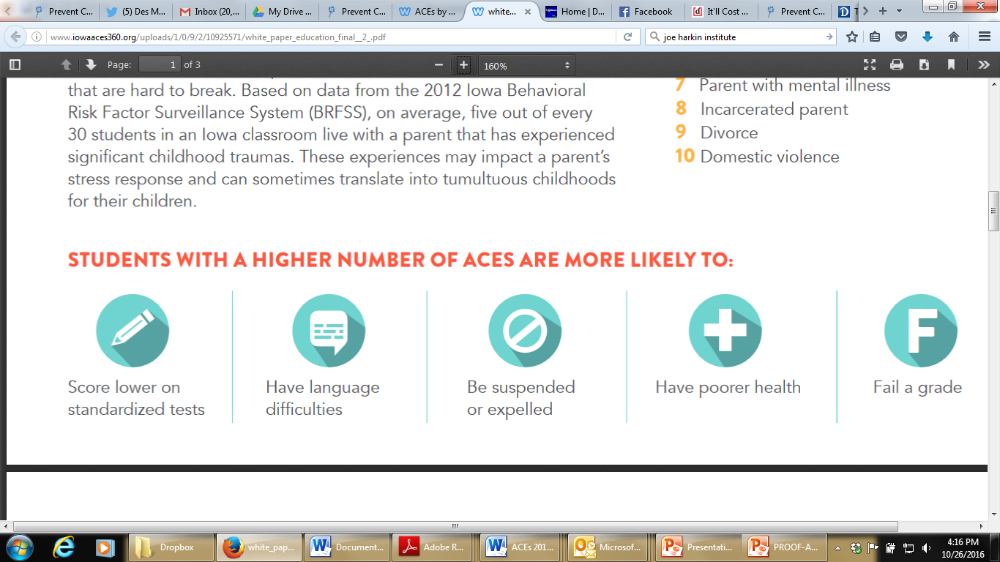 Prevent C...
(5) Des M...
Inbox (20,...
My Drive ...
Prevent C...
ACEs by ...
white...
Home | D...
Facebook
It'll Cost ...
Prevent C...
www.iowaaces360.org/uploads/1/0/9/2/10925571/white_paper_education_final__2_.pdf
joe harkin institute
Page: 1 of 3
160%
that are hard to break. Based on data from the 2012 Iowa Behavioral
Risk Factor Surveillance System (BRFSS), on average, five out of every
30 students in an Iowa classroom live with a parent that has experienced
significant childhood traumas. These experiences may impact a parent's
stress response and can sometimes translate into tumultuous childhoods
for their children.
7 Parent with mental illness
8 Incarcerated parent
9 Divorce
10 Domestic violence
STUDENTS WITH A HIGHER NUMBER OF ACES ARE MORE LIKELY TO:
Score lower on
standardized tests
Have language
difficulties
Be suspended
or expelled
Have poorer health
F
Fail a grade
Dropbox
white_pap...
Document...
Adobe R...
ACEs 201...
Microsof...
Presentati...
PROOF-A...
4:16 PM
10/26/2016